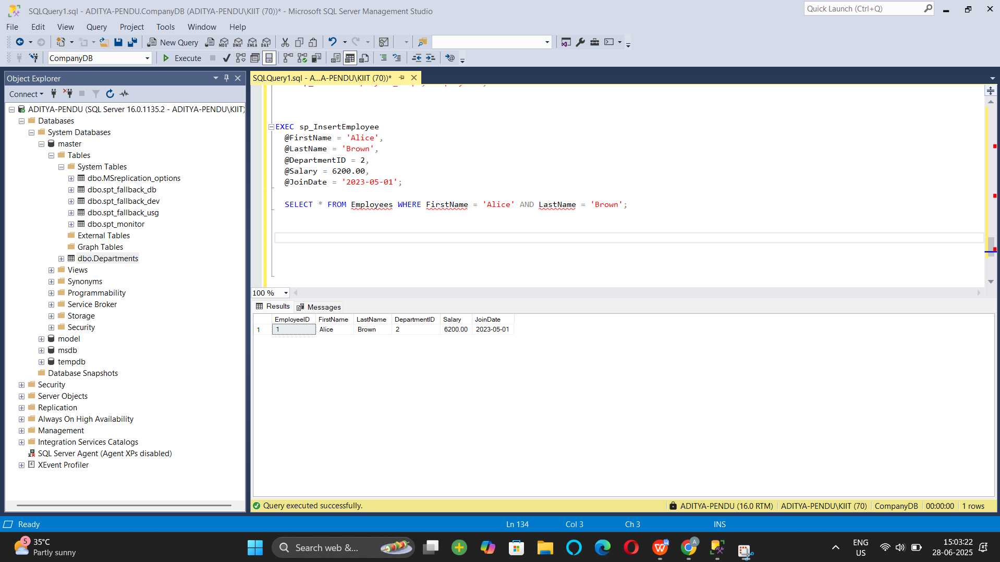 SQLQuery1.sql - ADITYA-PENDU.CompanyDB (ADITYA-PENDU\KIIT (70))* - Microsoft SQL Server Management Studio
Quick Launch (Ctrl+Q)
File Edit View Query Project Tools Window Help
New Query
MDX DMX XMLA DAX
CompanyDB
Execute
Object Explorer
Connect
ADITYA-PENDU (SQL Server 16.0.1135.2 - ADITYA-PENDU\KIIT)
Databases
System Databases
master
Tables
System Tables
dbo.MSreplication_options
dbo.spt_fallback_db
dbo.spt_fallback_dev
dbo.spt_fallback_usg
dbo.spt_monitor
External Tables
Graph Tables
dbo.Departments
Views
Synonyms
Programmability
Service Broker
Storage
Security
model
msdb
tempdb
Database Snapshots
Security
Server Objects
Replication
Always On High Availability
Management
Integration Services Catalogs
SQL Server Agent (Agent XPs disabled)
XEvent Profiler
SQLQuery1.sql - A...A-PENDU\KIIT (70))*
EXEC sp_InsertEmployee
@FirstName = 'Alice',
@LastName = 'Brown',
@DepartmentID = 2,
@Salary = 6200.00,
@JoinDate = '2023-05-01';
SELECT * FROM Employees WHERE FirstName = 'Alice' AND LastName = 'Brown';
100 %
Results Messages
EmployeeID FirstName LastName DepartmentID Salary JoinDate
1 1 Alice Brown 2 6200.00 2023-05-01
Query executed successfully.
ADITYA-PENDU (16.0 RTM) ADITYA-PENDU\KIIT (70) CompanyDB 00:00:00 1 rows
Ready
Ln 134 Col 3 Ch 3 INS
5
35°C
Partly sunny
Search web &...
A
ENG
US
15:03:22
28-06-2025